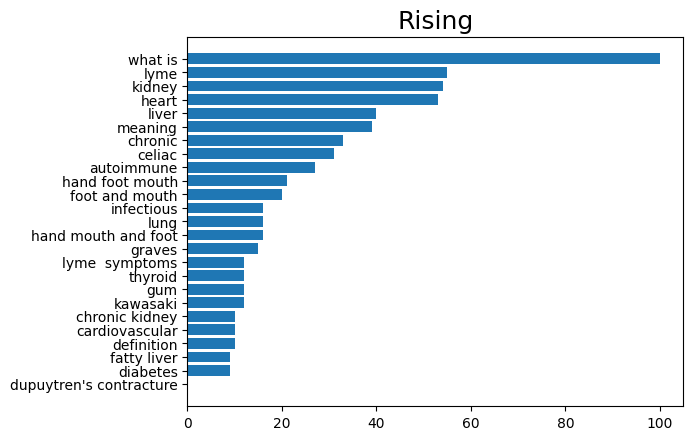 Rising
what is
lyme
kidney
heart
liver
meaning
chronic
celiac
autoimmune
hand foot mouth
foot and mouth
infectious
lung
hand mouth and foot
graves
lyme  symptoms
thyroid
gum
kawasaki
chronic kidney
cardiovascular
definition
fatty liver
diabetes
dupuytren's contracture
0 20 40 60 80 100